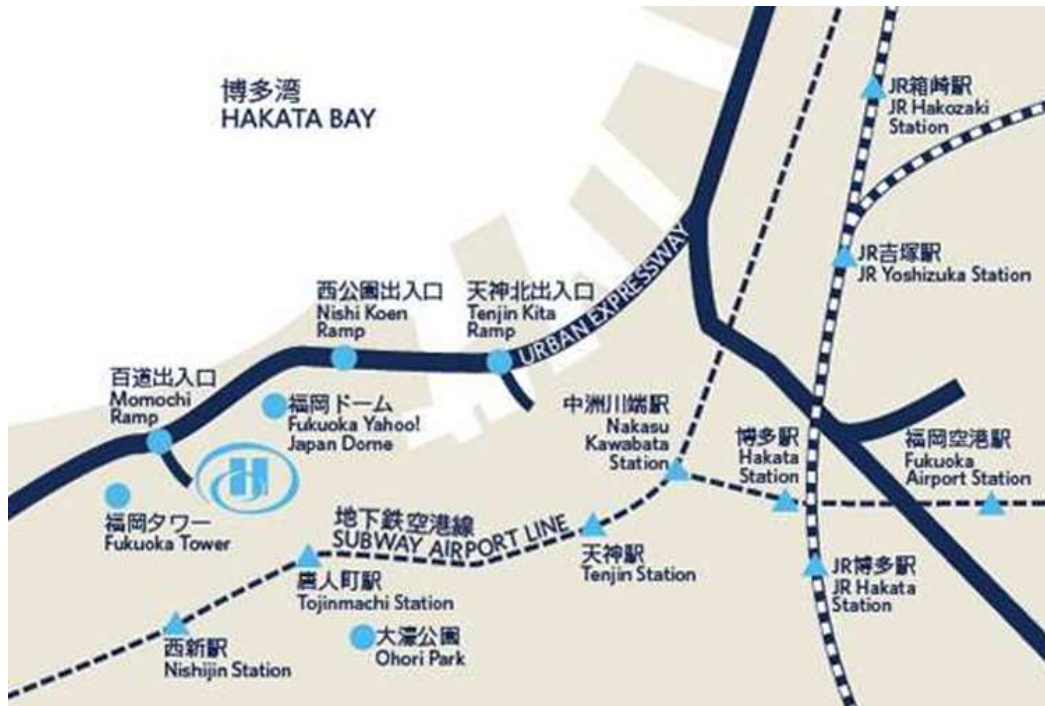 博多湾
HAKATA BAY
JR箱崎駅
JR Hakozaki
Station
JR吉塚駅
JR Yoshizuka Station
西公園出入口
Nishi Koen
Ramp
天神北出入口
Tenjin Kita
Ramp
URBAN EXPRESSWAY
百道出入口
Momochi
Ramp
福岡ドーム
Fukuoka Yahoo!
Japan Dome
中洲川端駅
Nakasu
Kawabata
Station
博多駅
Hakata
Station
福岡空港駅
Fukuoka
Airport Station
H
福岡タワー
Fukuoka Tower
地下鉄空港線
SUBWAY AIRPORT LINE
天神駅
Tenjin Station
JR博多駅
JR Hakata
Station
唐人町駅
Tojinmachi Station
西新駅
Nishijin Station
大濠公園
Ohori Park